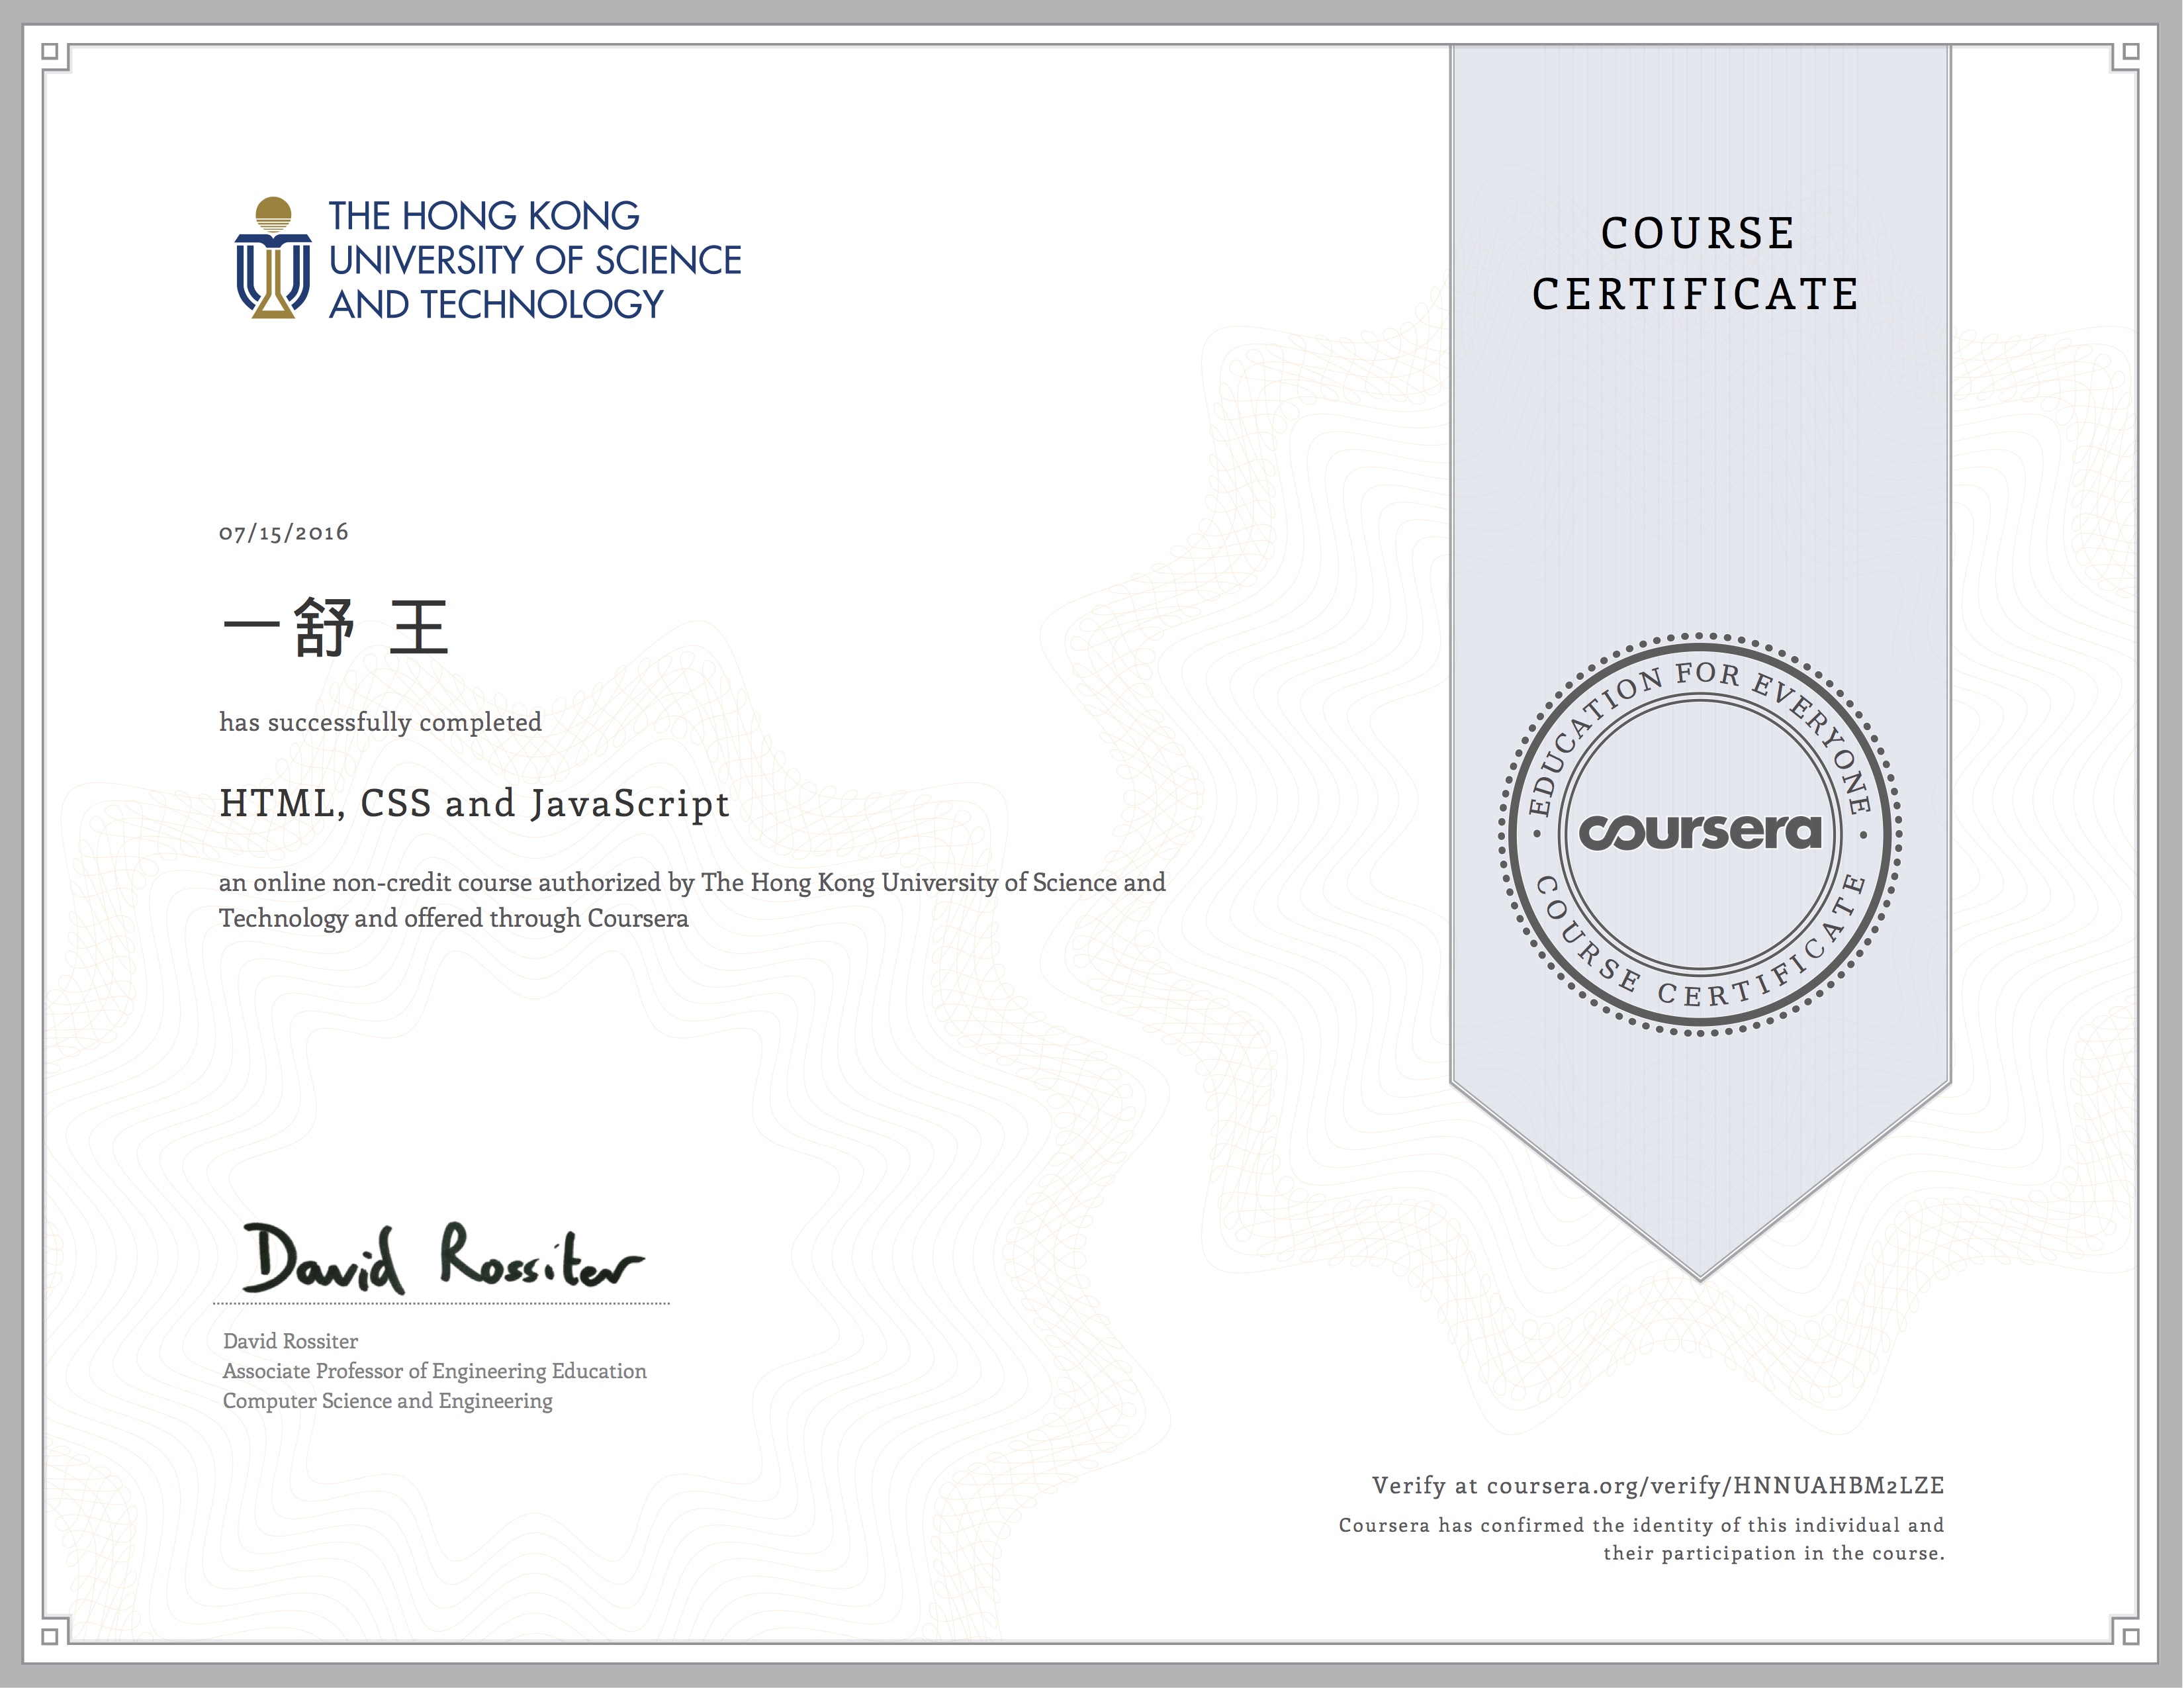 THE HONG KONG
UNIVERSITY OF SCIENCE
AND TECHNOLOGY
COURSE
CERTIFICATE
07/15/2016
一舒 王
has successfully completed
HTML, CSS and JavaScript
an online non-credit course authorized by The Hong Kong University of Science and
Technology and offered through Coursera
EDUCATION FOR EVERYONE
coursera
COURSE CERTIFICATE
David Rossiter
David Rossiter
Associate Professor of Engineering Education
Computer Science and Engineering
Verify at coursera.org/verify/HNNUAHBM2LZE
Coursera has confirmed the identity of this individual and
their participation in the course.